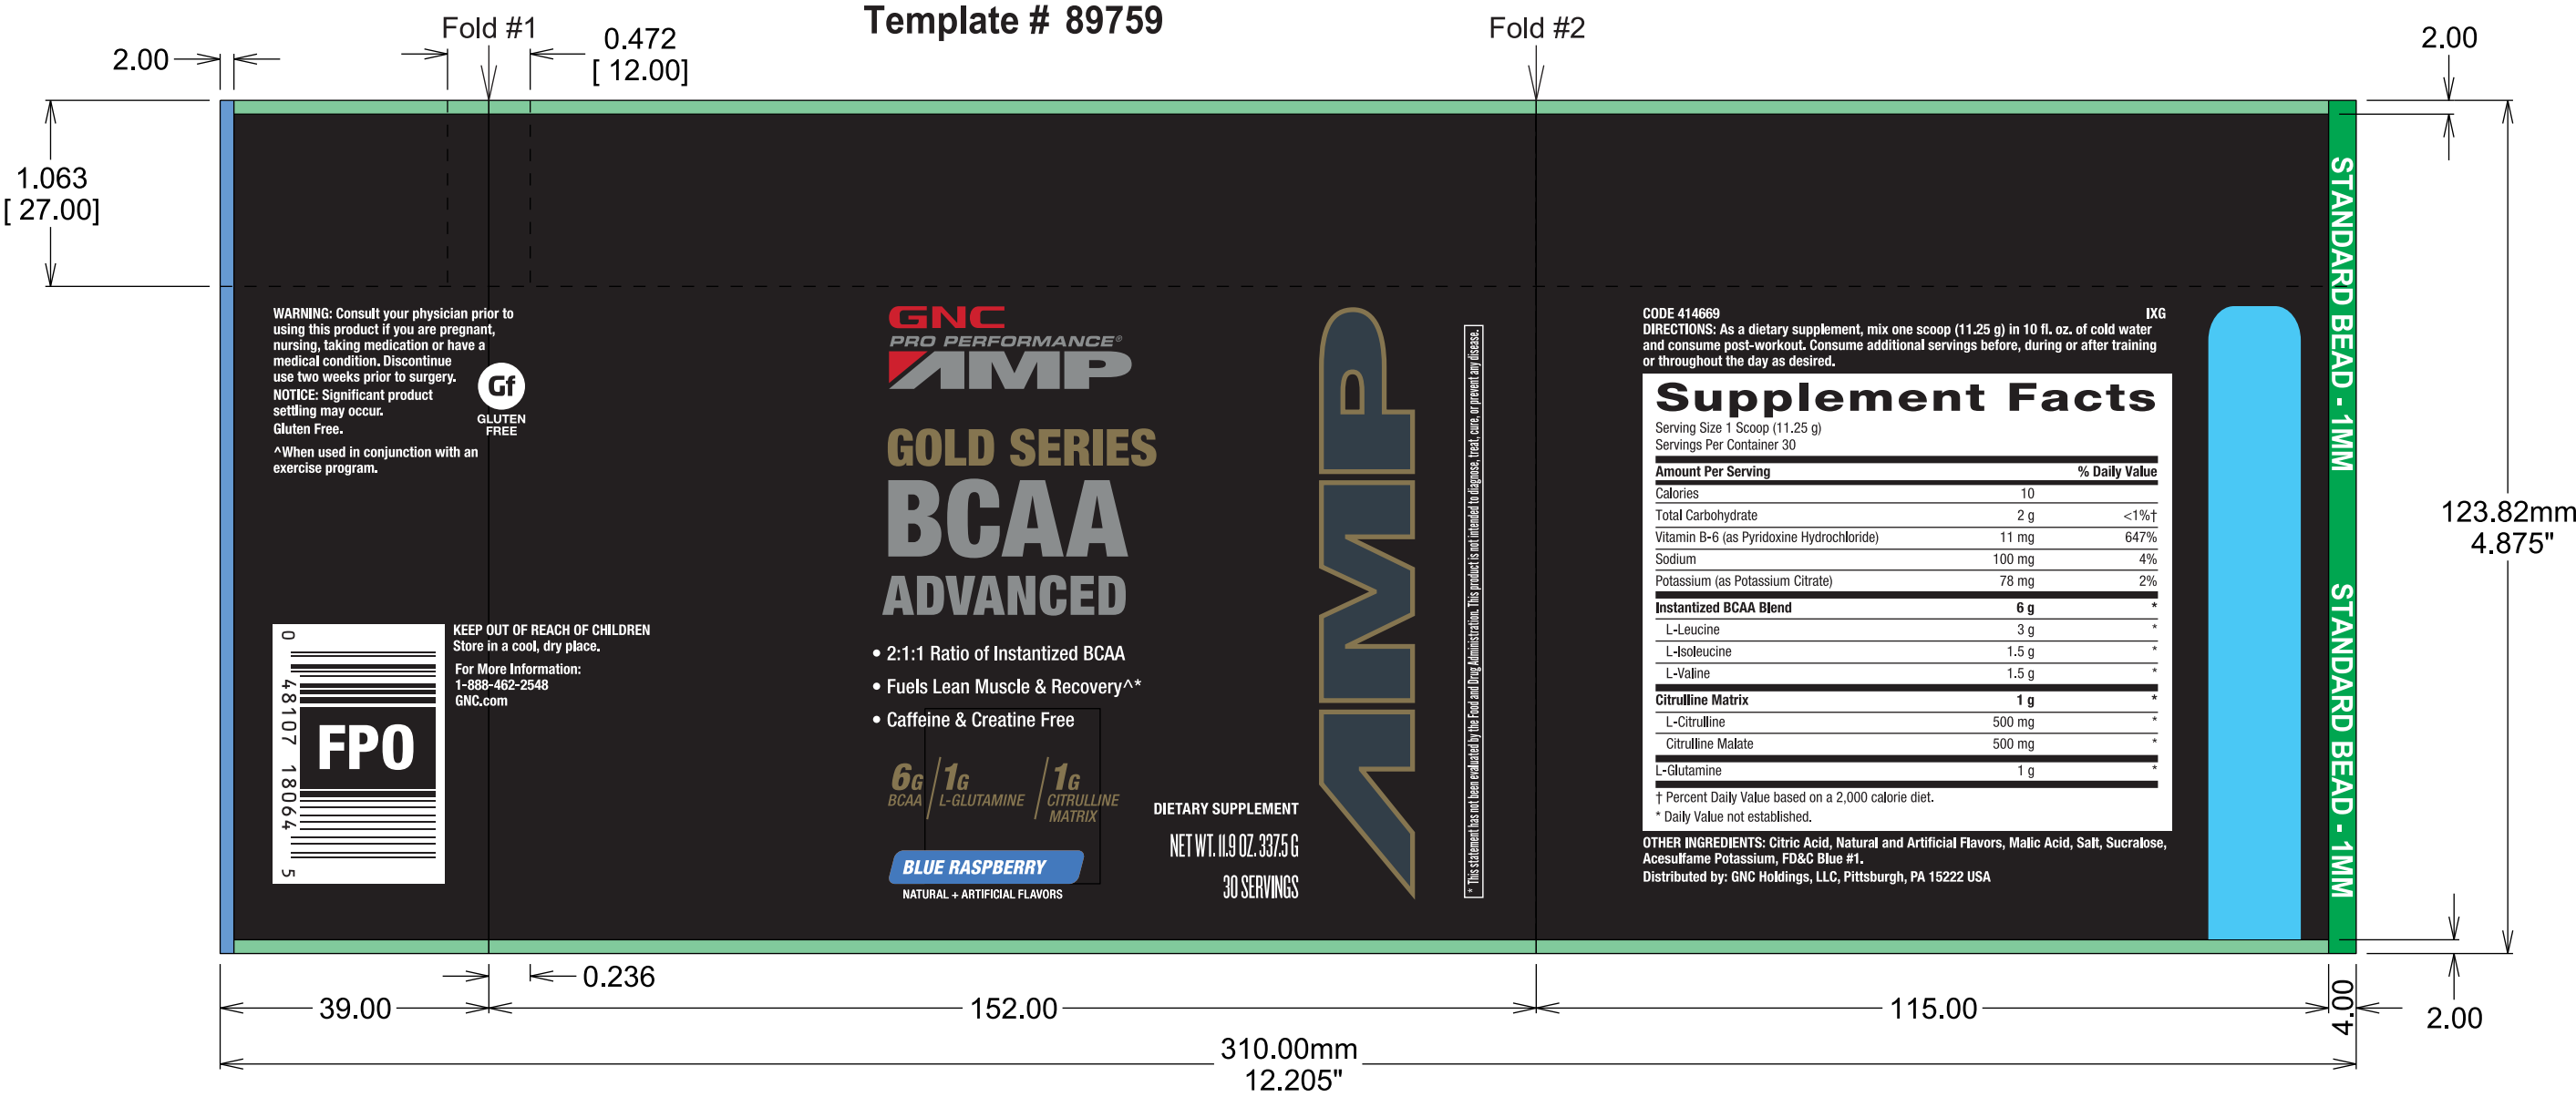 Template # 89759
Fold #1
Fold #2
2.00
0.472
[ 12.00]
2.00
1.063
[ 27.00]
WARNING: Consult your physician prior to
using this product if you are pregnant,
nursing, taking medication or have a
medical condition. Discontinue
use two weeks prior to surgery.
NOTICE: Significant product
settling may occur.
Gluten Free.
^When used in conjunction with an
exercise program.
Gf
GLUTEN
FREE
0 48107 18064 5
FPO
KEEP OUT OF REACH OF CHILDREN
Store in a cool, dry place.
For More Information:
1-888-462-2548
GNC.com
GNC
PRO PERFORMANCE®
AMP
GOLD SERIES
BCAA
ADVANCED
• 2:1:1 Ratio of Instantized BCAA
• Fuels Lean Muscle & Recovery^*
• Caffeine & Creatine Free
6G
BCAA
1G
L-GLUTAMINE
1G
CITRULLINE
MATRIX
BLUE RASPBERRY
NATURAL + ARTIFICIAL FLAVORS
DIETARY SUPPLEMENT
NET WT. 11.9 OZ. 337.5 G
30 SERVINGS
AMP
* This statement has not been evaluated by the Food and Drug Administration. This product is not intended to diagnose, treat, cure, or prevent any disease.
CODE 414669 IXG
DIRECTIONS: As a dietary supplement, mix one scoop (11.25 g) in 10 fl. oz. of cold water
and consume post-workout. Consume additional servings before, during or after training
or throughout the day as desired.
Supplement Facts
Serving Size 1 Scoop (11.25 g)
Servings Per Container 30
Amount Per Serving % Daily Value
Calories 10
Total Carbohydrate 2 g <1%†
Vitamin B-6 (as Pyridoxine Hydrochloride) 11 mg 647%
Sodium 100 mg 4%
Potassium (as Potassium Citrate) 78 mg 2%
Instantized BCAA Blend 6 g *
L-Leucine 3 g *
L-Isoleucine 1.5 g *
L-Valine 1.5 g *
Citrulline Matrix 1 g *
L-Citrulline 500 mg *
Citrulline Malate 500 mg *
L-Glutamine 1 g *
† Percent Daily Value based on a 2,000 calorie diet.
* Daily Value not established.
OTHER INGREDIENTS: Citric Acid, Natural and Artificial Flavors, Malic Acid, Salt, Sucralose,
Acesulfame Potassium, FD&C Blue #1.
Distributed by: GNC Holdings, LLC, Pittsburgh, PA 15222 USA
STANDARD BEAD - 1MM
STANDARD BEAD - 1MM
123.82mm
4.875"
0.236
39.00
152.00
115.00
4.00
2.00
310.00mm
12.205"